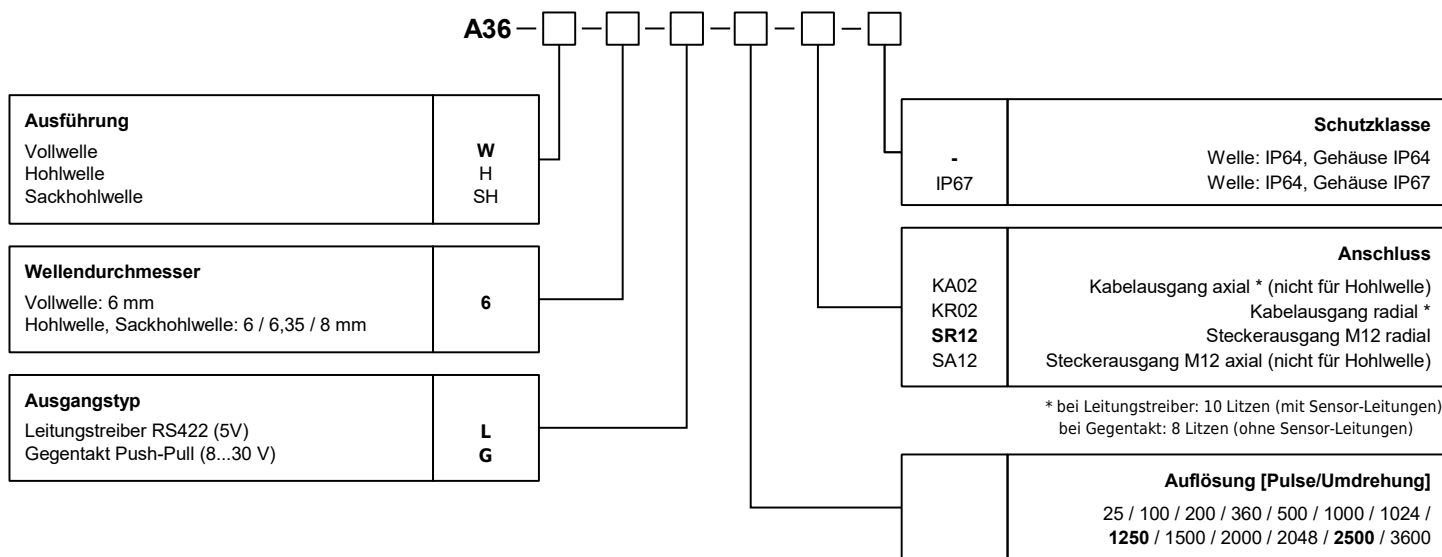 A36 – – – – – –
Ausführung
Vollwelle W
Hohlwelle H
Sackhohlwelle SH
Wellendurchmesser
Vollwelle: 6 mm
Hohlwelle, Sackhohlwelle: 6 / 6,35 / 8 mm
6
Ausgangstyp
Leitungstreiber RS422 (5V) L
Gegentakt Push-Pull (8...30 V) G
Schutzklasse
- Welle: IP64, Gehäuse IP64
IP67 Welle: IP64, Gehäuse IP67
Anschluss
KA02 Kabelausgang axial * (nicht für Hohlwelle)
KR02 Kabelausgang radial *
SR12 Steckerausgang M12 radial
SA12 Steckerausgang M12 axial (nicht für Hohlwelle)
* bei Leitungstreiber: 10 Litzen (mit Sensor-Leitungen)
bei Gegentakt: 8 Litzen (ohne Sensor-Leitungen)
Auflösung [Pulse/Umdrehung]
25 / 100 / 200 / 360 / 500 / 1000 / 1024 /
1250 / 1500 / 2000 / 2048 / 2500 / 3600